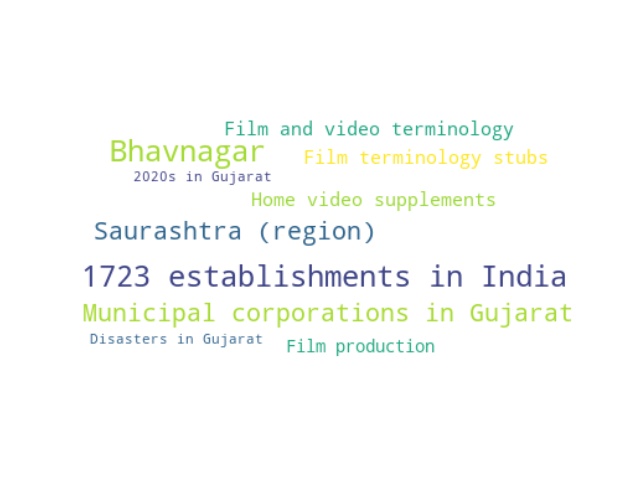 Film and video terminology
Bhavnagar
Film terminology stubs
2020s in Gujarat
Home video supplements
Saurashtra (region)
1723 establishments in India
Municipal corporations in Gujarat
Disasters in Gujarat
Film production